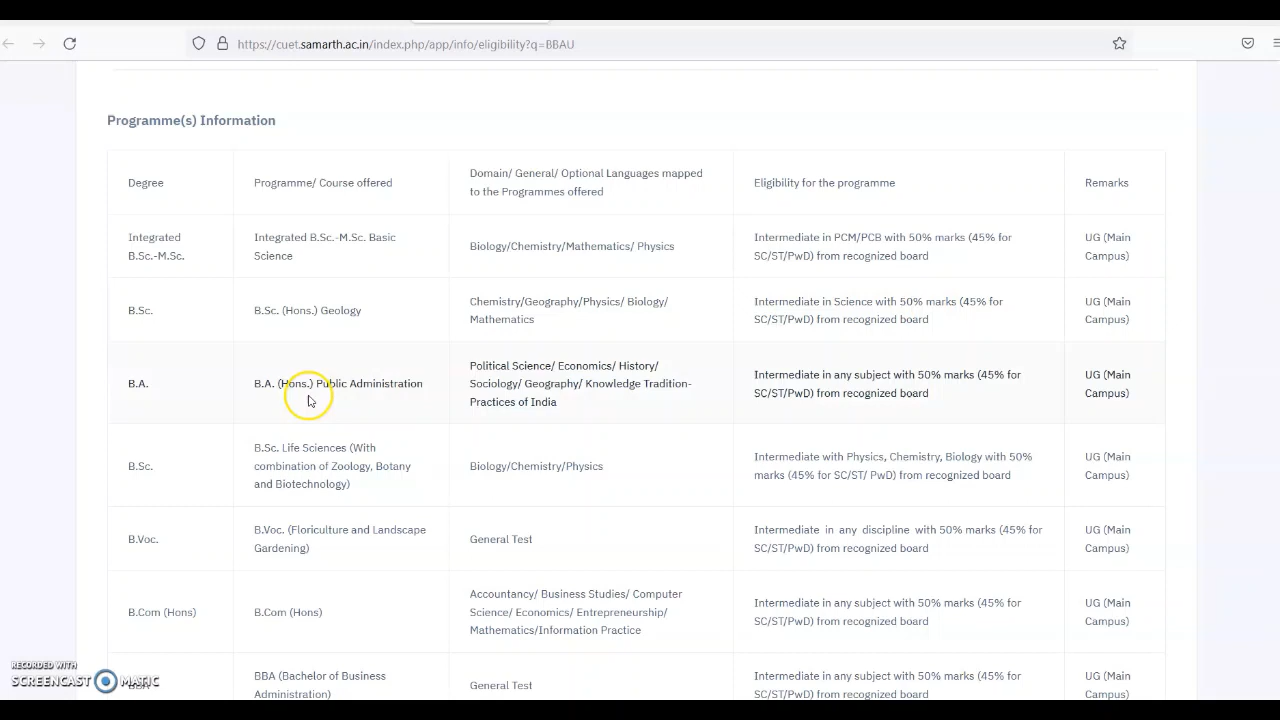 https://cuet.samarth.ac.in/index.php/app/info/eligibility?q=BBAU
Programme(s) Information
Degree
Programme/ Course offered
Domain/ General/ Optional Languages mapped
to the Programmes offered
Eligibility for the programme
Remarks
Integrated
B.Sc.-M.Sc.
Integrated B.Sc.-M.Sc. Basic
Science
Biology/Chemistry/Mathematics/ Physics
Intermediate in PCM/PCB with 50% marks (45% for
SC/ST/PwD) from recognized board
UG (Main
Campus)
B.Sc.
B.Sc. (Hons.) Geology
Chemistry/Geography/Physics/ Biology/
Mathematics
Intermediate in Science with 50% marks (45% for
SC/ST/PwD) from recognized board
UG (Main
Campus)
B.A.
B.A. (Hons.) Public Administration
Political Science/ Economics/ History/
Sociology/ Geography/ Knowledge Tradition-
Practices of India
Intermediate in any subject with 50% marks (45% for
SC/ST/PwD) from recognized board
UG (Main
Campus)
B.Sc.
B.Sc. Life Sciences (With
combination of Zoology, Botany
and Biotechnology)
Biology/Chemistry/Physics
Intermediate with Physics, Chemistry, Biology with 50%
marks (45% for SC/ST/ PwD) from recognized board
UG (Main
Campus)
B.Voc.
B.Voc. (Floriculture and Landscape
Gardening)
General Test
Intermediate in any discipline with 50% marks (45% for
SC/ST/PwD) from recognized board
UG (Main
Campus)
B.Com (Hons)
B.Com (Hons)
Accountancy/ Business Studies/ Computer
Science/ Economics/ Entrepreneurship/
Mathematics/Information Practice
Intermediate in any subject with 50% marks (45% for
SC/ST/PwD) from recognized board
UG (Main
Campus)
BBA (Bachelor of Business
Administration)
General Test
Intermediate in any subject with 50% marks (45% for
SC/ST/PwD) from recognized board
UG (Main
Campus)
RECORDED WITH
SCREENCAST MATIC